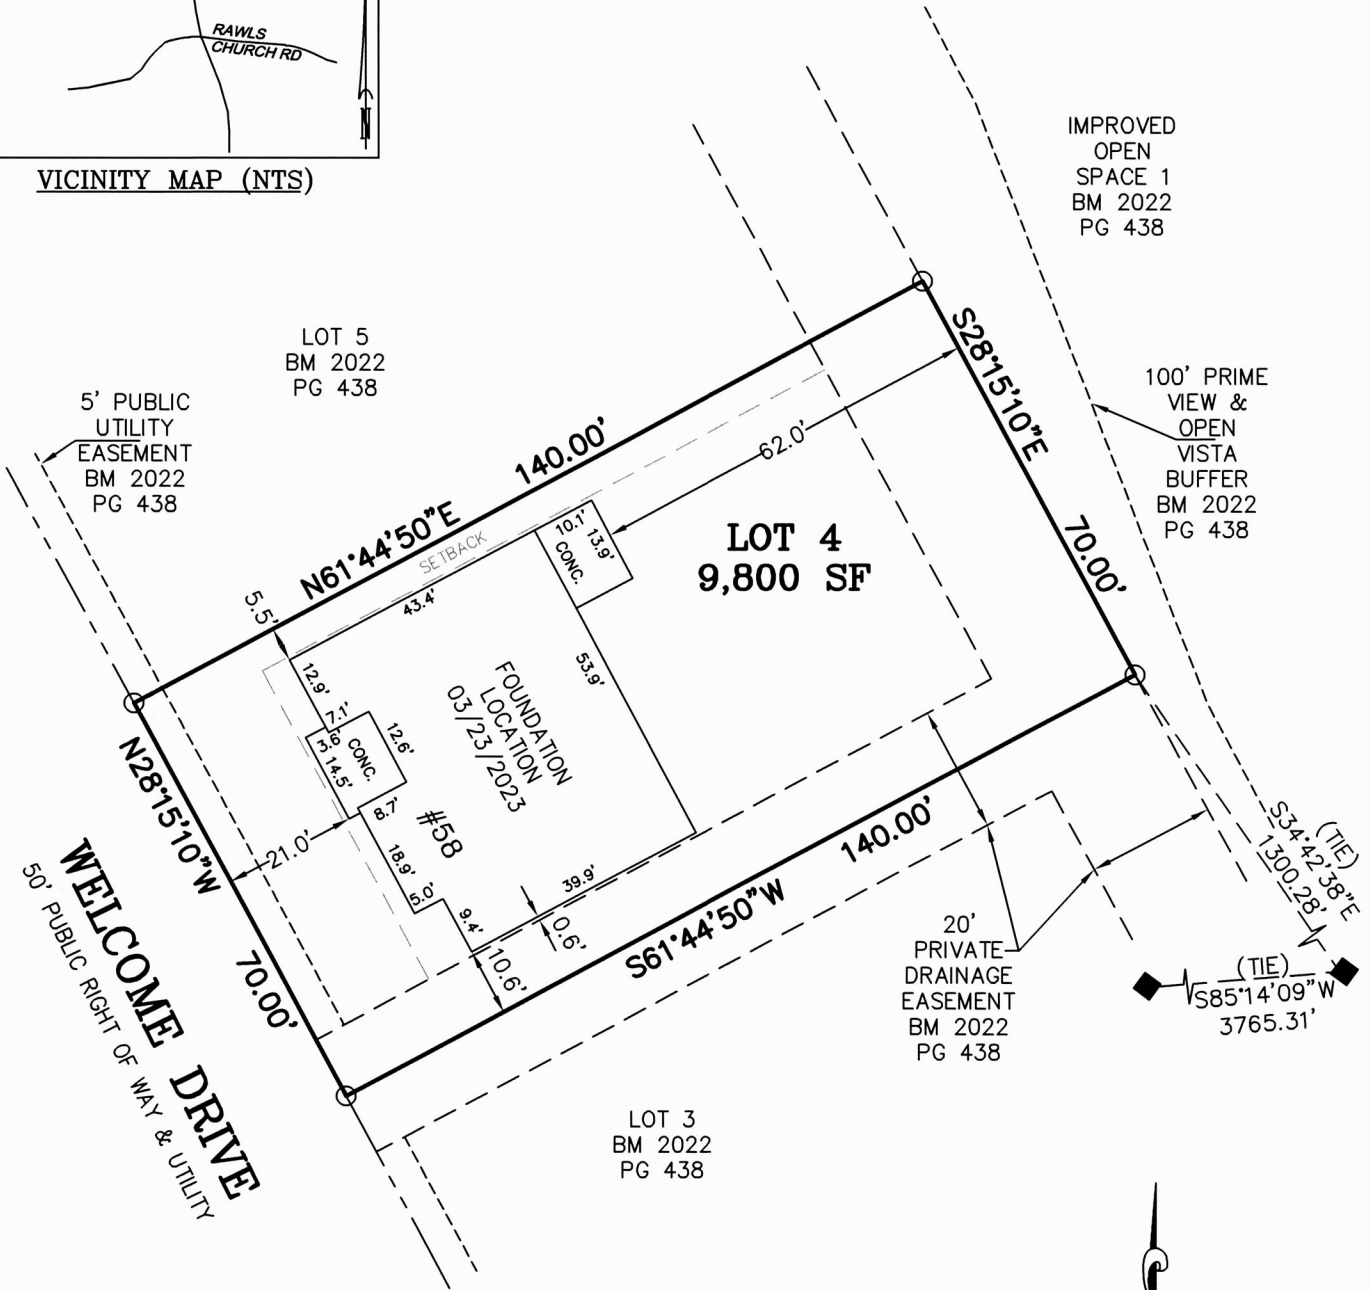 RAWLS
CHURCH RD
N
VICINITY MAP (NTS)
IMPROVED
OPEN
SPACE 1
BM 2022
PG 438
LOT 5
BM 2022
PG 438
5' PUBLIC
UTILITY
EASEMENT
BM 2022
PG 438
100' PRIME
VIEW &
OPEN
VISTA
BUFFER
BM 2022
PG 438
N61°44'50"E
140.00'
S28°15'10"E
70.00'
62.0'
SETBACK
LOT 4
9,800 SF
10.1'
13.9'
CONC.
43.4'
5.5'
12.9'
7.1'
3.6'
14.5'
CONC.
12.6'
8.7'
18.9'
5.0'
9.4'
53.9'
39.9'
0.6'
10.6'
21.0'
FOUNDATION
LOCATION
03/23/2023
#58
N28°15'10"W
70.00'
S61°44'50"W
140.00'
WELCOME DRIVE
50' PUBLIC RIGHT OF WAY & UTILITY
20'
PRIVATE
DRAINAGE
EASEMENT
BM 2022
PG 438
(TIE)
S34°42'38"E
1300.28'
(TIE)
S85°14'09"W
3765.31'
LOT 3
BM 2022
PG 438